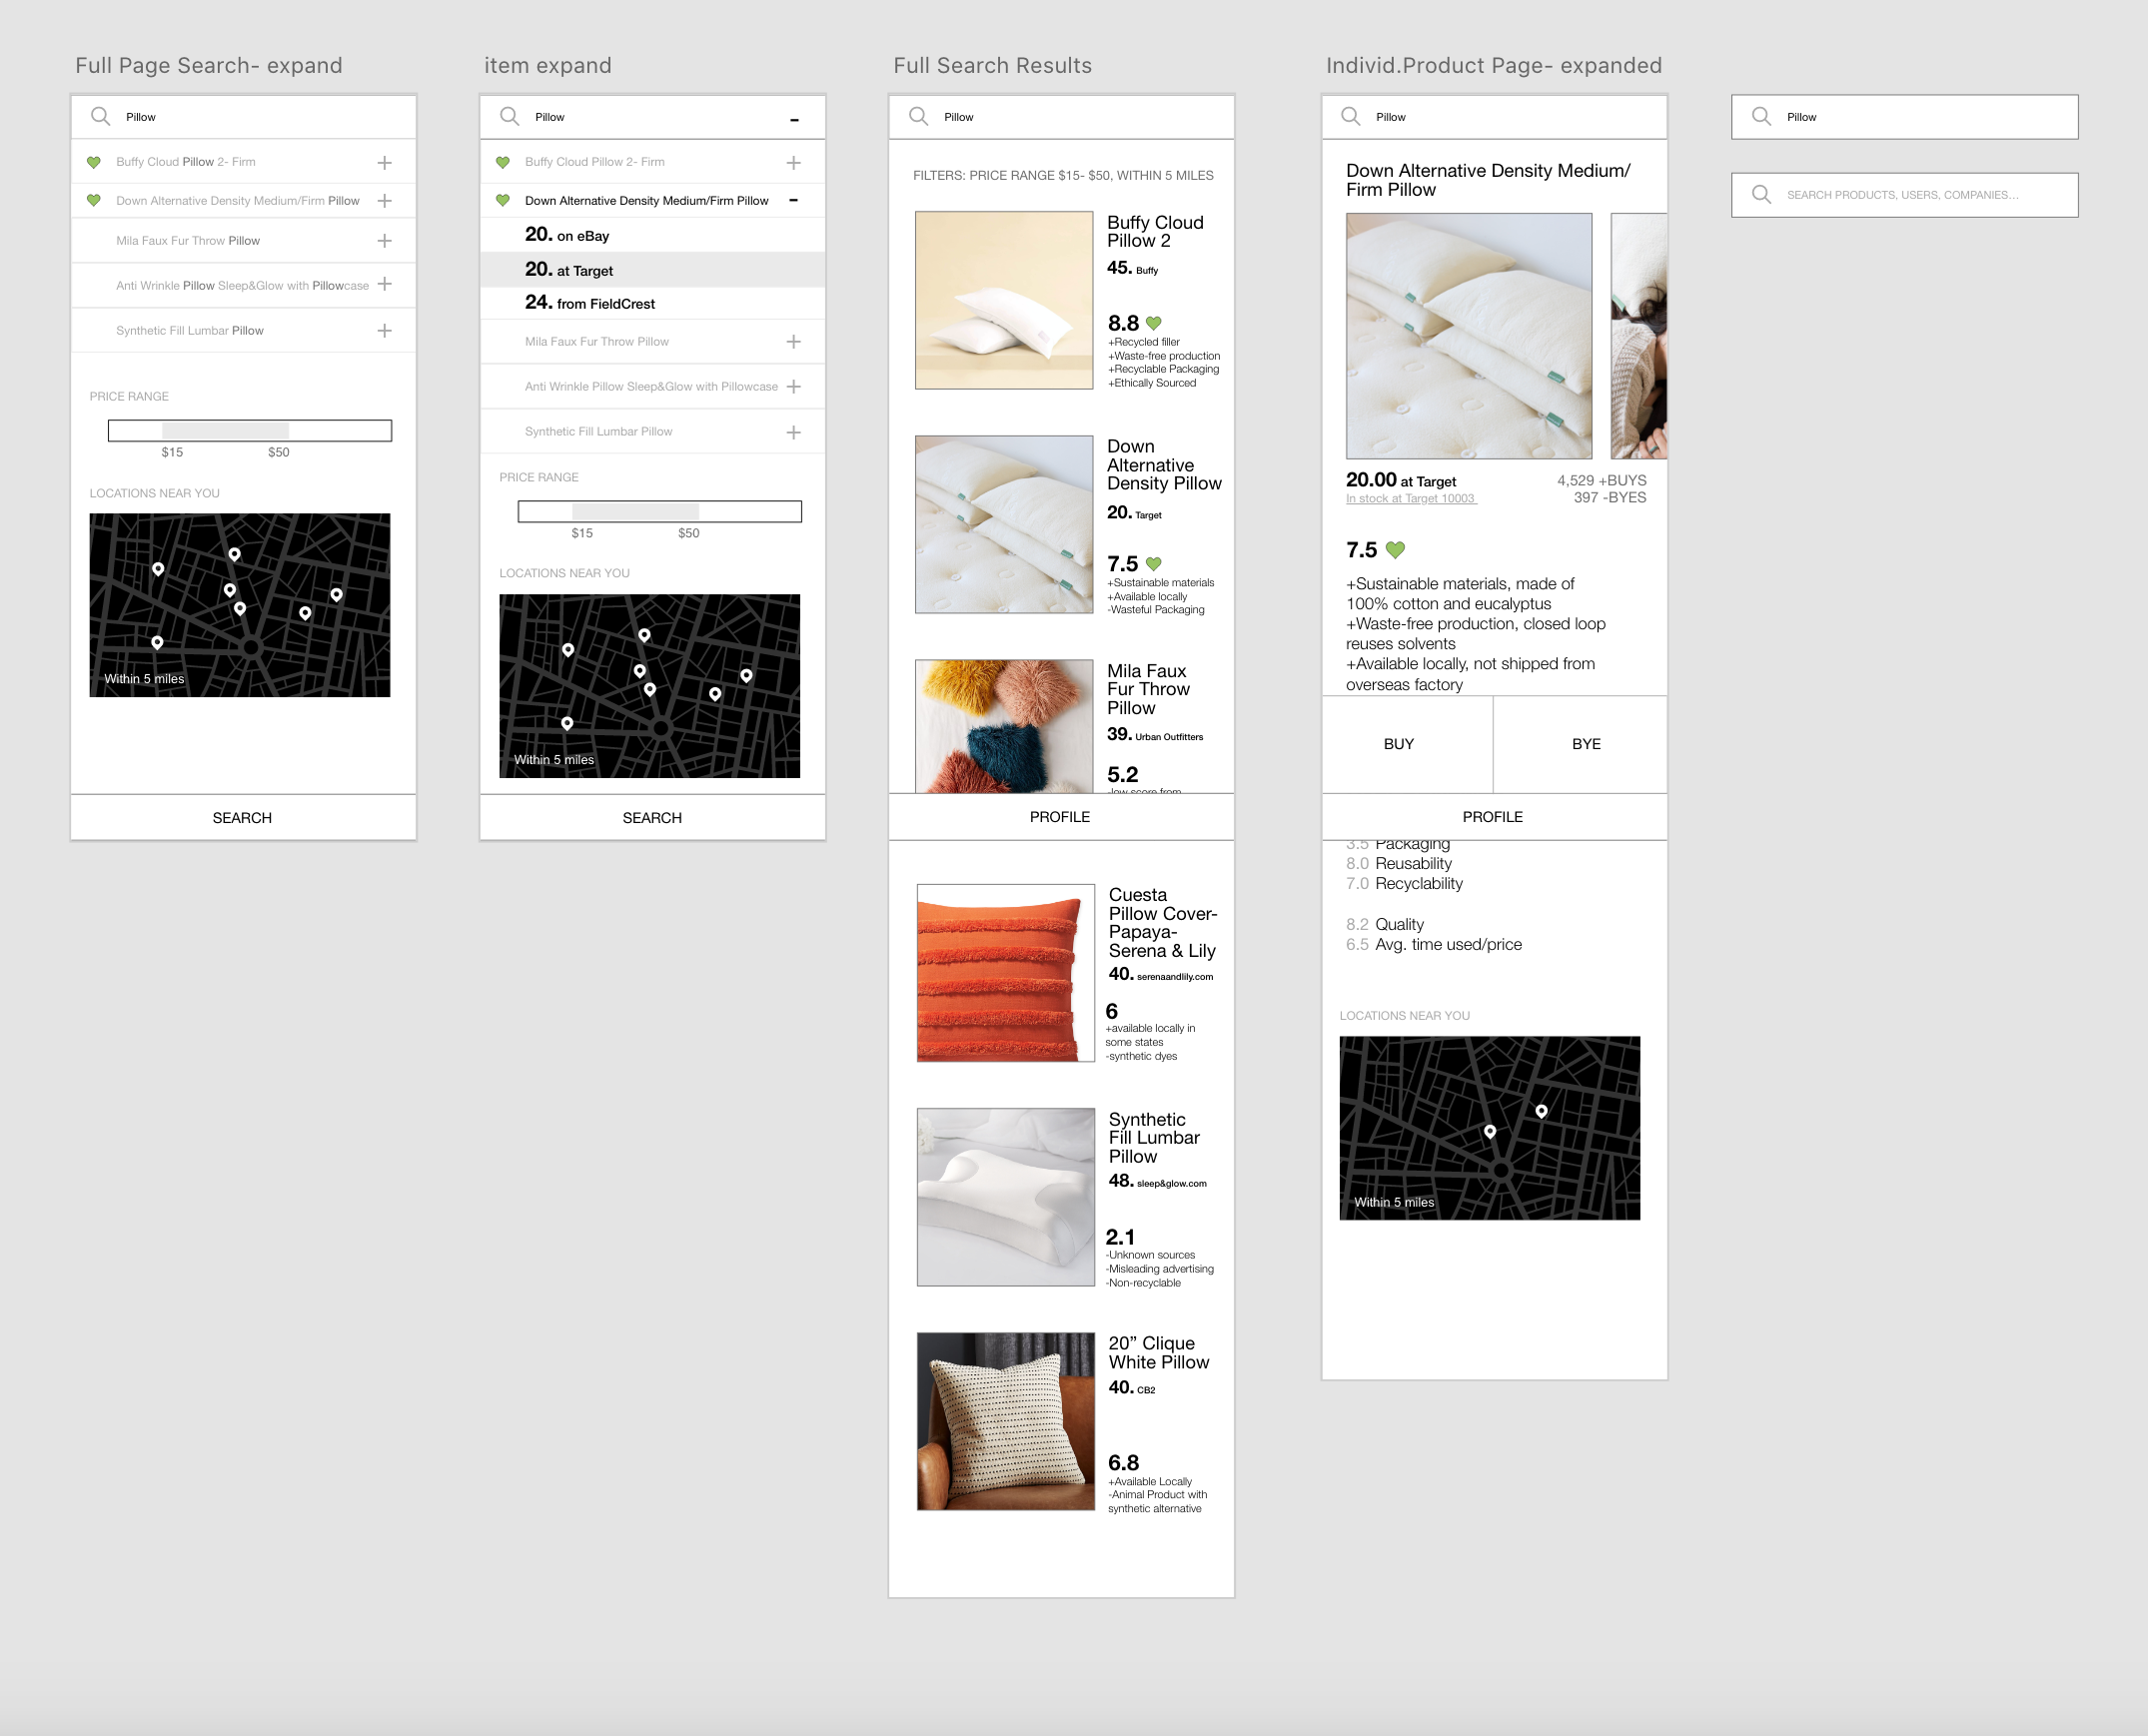 Full Page Search- expand
Pillow
Buffy Cloud Pillow 2- Firm
Down Alternative Density Medium/Firm Pillow
Mila Faux Fur Throw Pillow
Anti Wrinkle Pillow Sleep&Glow with Pillowcase
Synthetic Fill Lumbar Pillow
PRICE RANGE
$15 $50
LOCATIONS NEAR YOU
Within 5 miles
SEARCH
item expand
Pillow
Buffy Cloud Pillow 2- Firm
Down Alternative Density Medium/Firm Pillow
20. on eBay
20. at Target
24. from FieldCrest
Mila Faux Fur Throw Pillow
Anti Wrinkle Pillow Sleep&Glow with Pillowcase
Synthetic Fill Lumbar Pillow
PRICE RANGE
$15 $50
LOCATIONS NEAR YOU
Within 5 miles
SEARCH
Full Search Results
Pillow
FILTERS: PRICE RANGE $15- $50, WITHIN 5 MILES
Buffy Cloud
Pillow 2
45. Buffy
8.8
+Recycled filler
+Waste-free production
+Recyclable Packaging
+Ethically Sourced
Down
Alternative
Density Pillow
20. Target
7.5
+Sustainable materials
+Available locally
-Wasteful Packaging
Mila Faux
Fur Throw
Pillow
39. Urban Outfitters
5.2
-low score from
PROFILE
Cuesta
Pillow Cover-
Papaya-
Serena & Lily
40. serenaandlily.com
6
+available locally in
some states
-synthetic dyes
Synthetic
Fill Lumbar
Pillow
48. sleep&glow.com
2.1
-Unknown sources
-Misleading advertising
-Non-recyclable
20” Clique
White Pillow
40. CB2
6.8
+Available Locally
-Animal Product with
synthetic alternative
Individ.Product Page- expanded
Pillow
Down Alternative Density Medium/
Firm Pillow
20.00 at Target
In stock at Target 10003
4,529 +BUYS
397 -BYES
7.5
+Sustainable materials, made of
100% cotton and eucalyptus
+Waste-free production, closed loop
reuses solvents
+Available locally, not shipped from
overseas factory
BUY
BYE
PROFILE
3.5 Packaging
8.0 Reusability
7.0 Recyclability
8.2 Quality
6.5 Avg. time used/price
LOCATIONS NEAR YOU
Within 5 miles
Pillow
SEARCH PRODUCTS, USERS, COMPANIES...